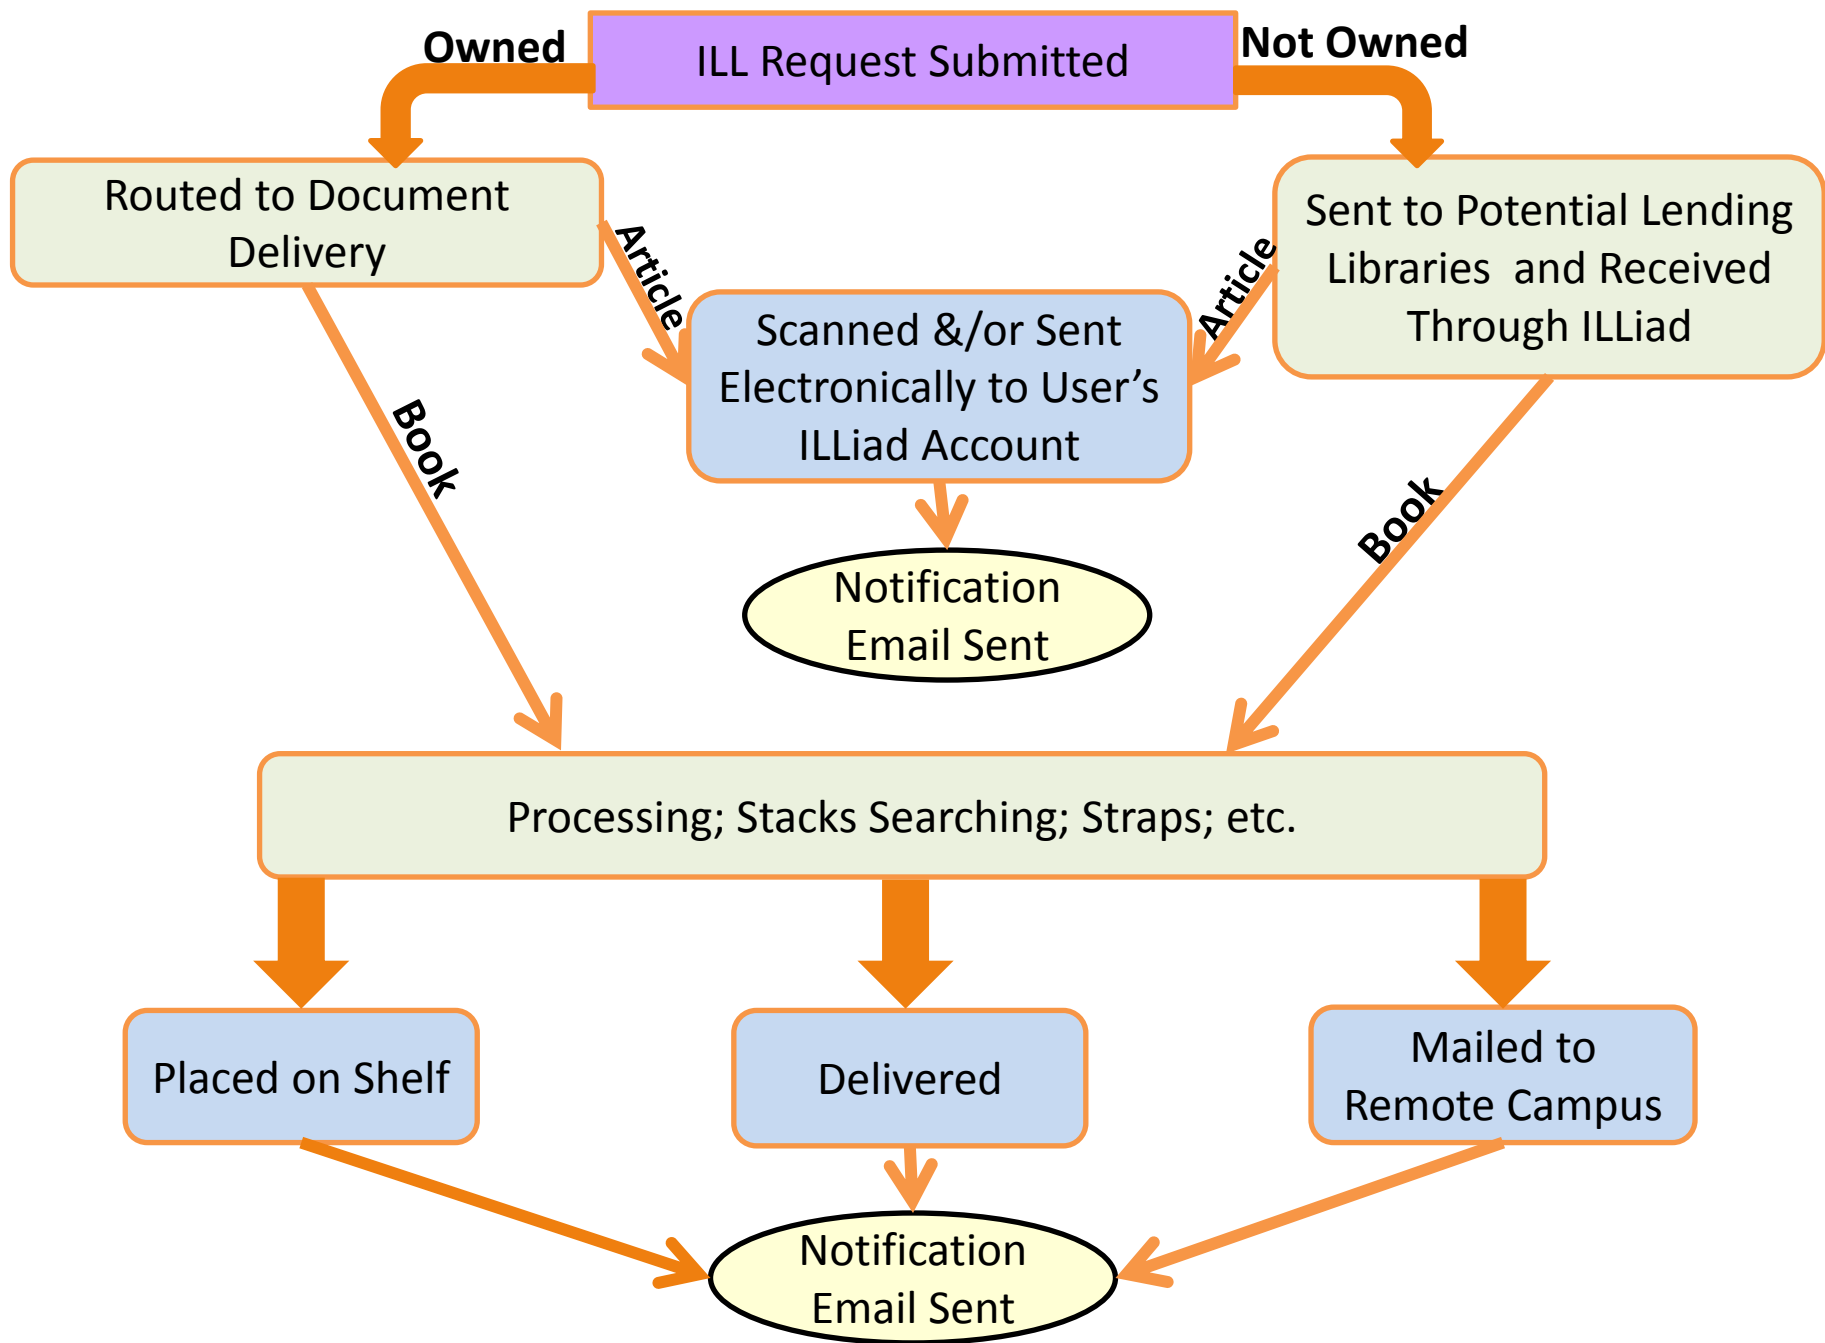 Owned
ILL Request Submitted
Not Owned
Routed to Document
Delivery
Article
Article
Sent to Potential Lending
Libraries  and Received
Through ILLiad
Scanned &/or Sent
Electronically to User’s
ILLiad Account
Book
Book
Notification
Email Sent
Processing; Stacks Searching; Straps; etc.
Placed on Shelf
Delivered
Mailed to
Remote Campus
Notification
Email Sent